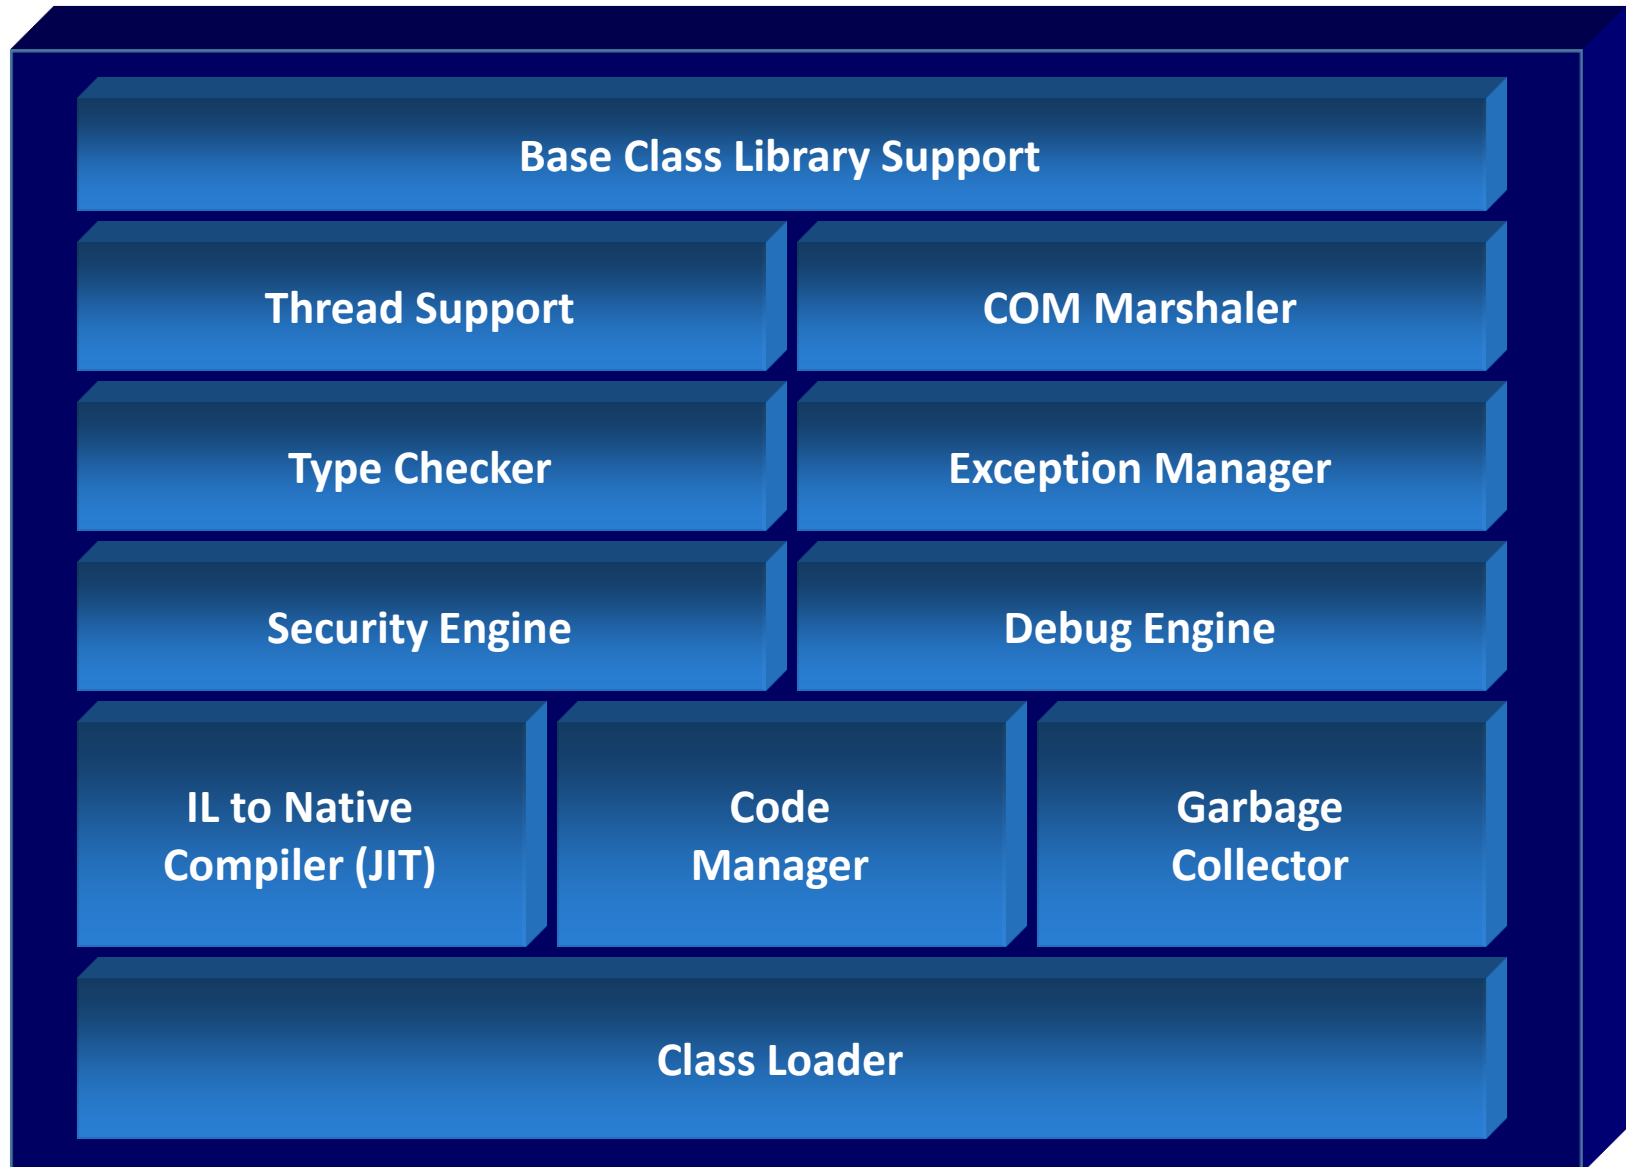 Base Class Library Support
Thread Support
COM Marshaler
Type Checker
Exception Manager
Security Engine
Debug Engine
IL to Native
Compiler (JIT)
Code
Manager
Garbage
Collector
Class Loader